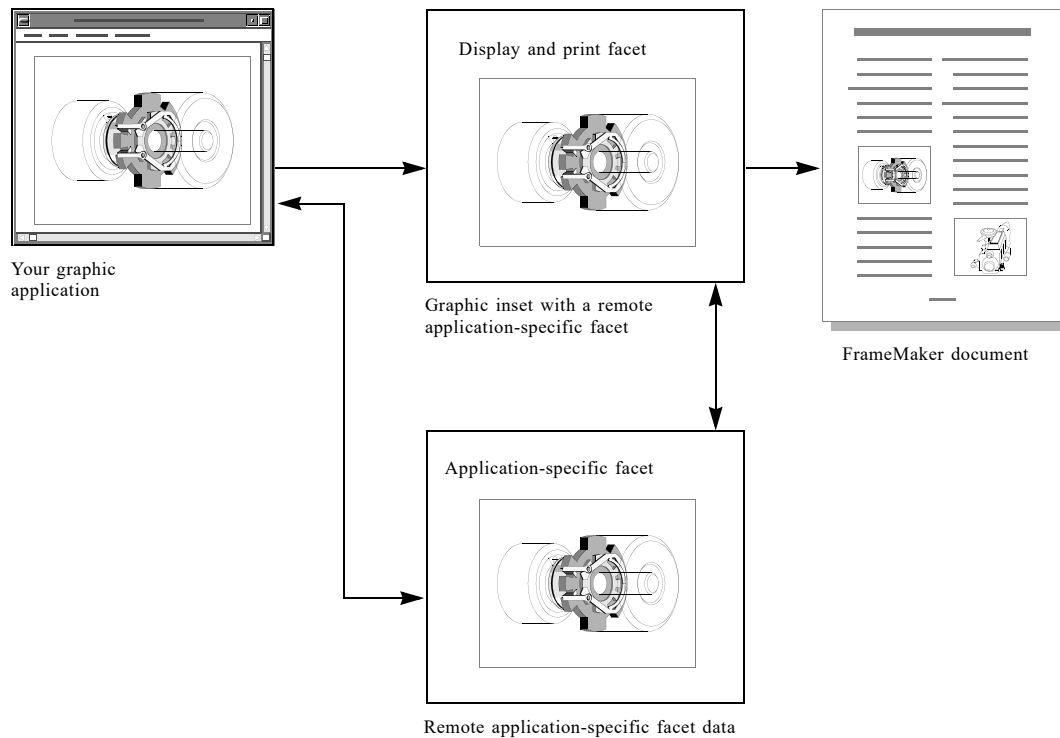 Display and print facet
Your graphic
application
Graphic inset with a remote
application-specific facet
FrameMaker document
Application-specific facet
Remote application-specific facet data